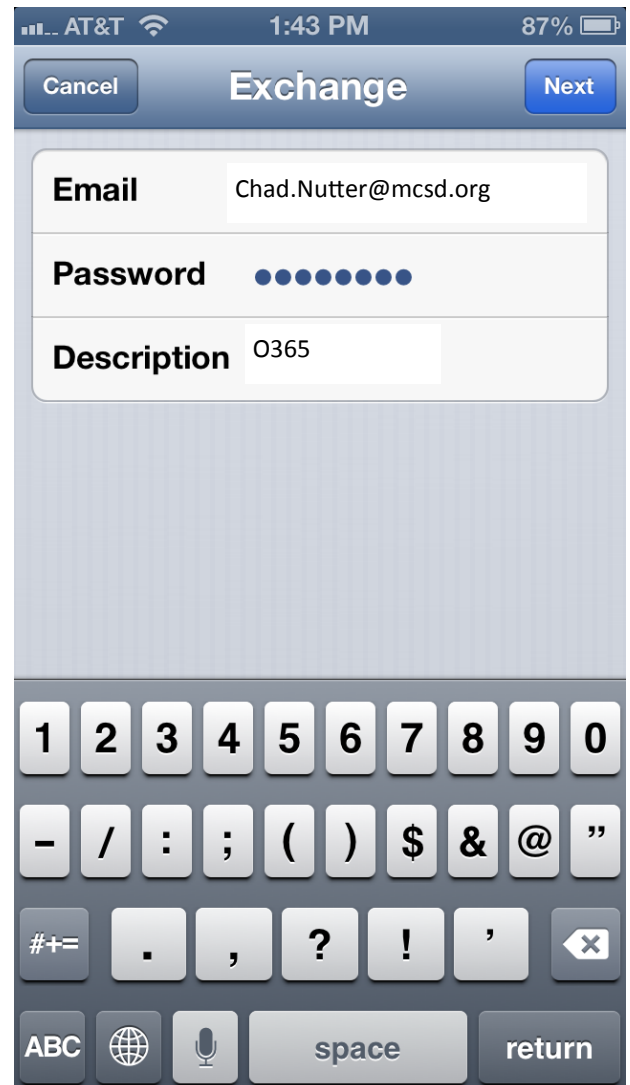 AT&T 1:43 PM 87%
Cancel Exchange Next
Email Chad.Nutter@mcsd.org
Password ●●●●●●●●
Description O365
1 2 3 4 5 6 7 8 9 0
- / : ; ( ) $ & @ ”
#+= . , ? ! ’
ABC space return